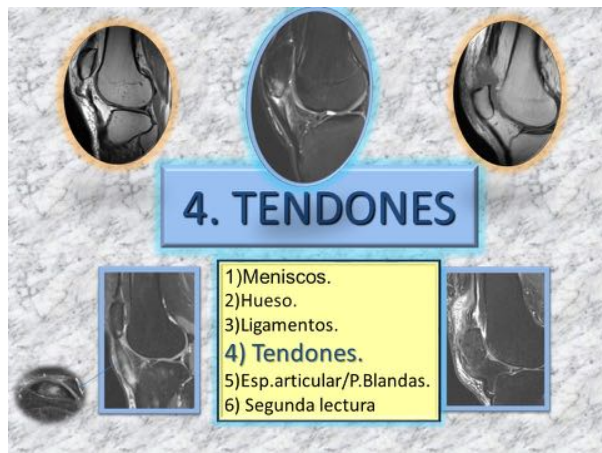 4. TENDONES
1)Meniscos.
2)Hueso.
3)Ligamentos.
4) Tendones.
5)Esp.articular/P.Blandas.
6) Segunda lectura